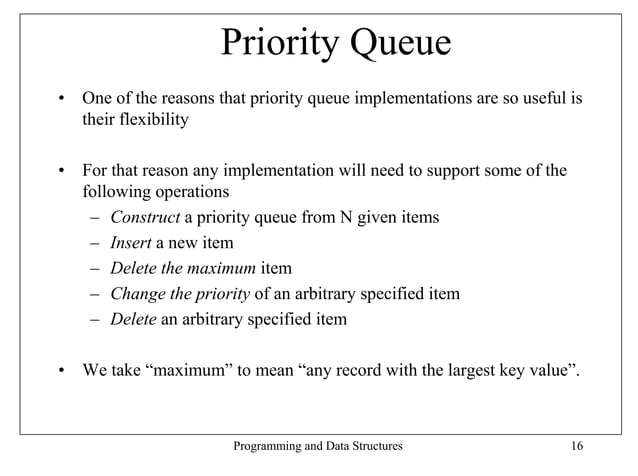 Priority Queue
• One of the reasons that priority queue implementations are so useful is
their flexibility
• For that reason any implementation will need to support some of the
following operations
– Construct a priority queue from N given items
– Insert a new item
– Delete the maximum item
– Change the priority of an arbitrary specified item
– Delete an arbitrary specified item
• We take “maximum” to mean “any record with the largest key value”.
Programming and Data Structures 16